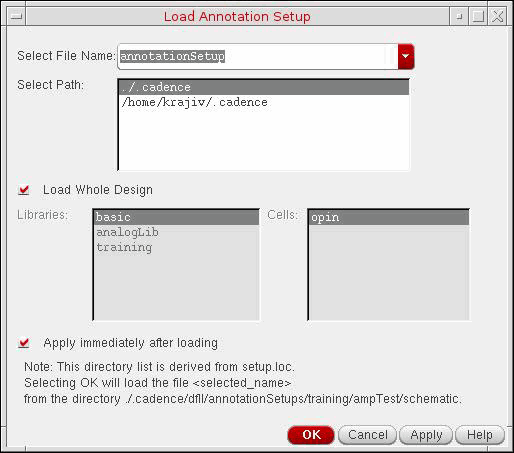 Load Annotation Setup
Select File Name: annotationSetup
Select Path: ./.cadence
/home/krajiv/.cadence
Load Whole Design
Libraries: basic Cells: opin
analogLib
training
Apply immediately after loading
Note: This directory list is derived from setup.loc.
Selecting OK will load the file <selected_name>
from the directory ./.cadence/dfII/annotationSetups/training/ampTest/schematic.
OK Cancel Apply Help